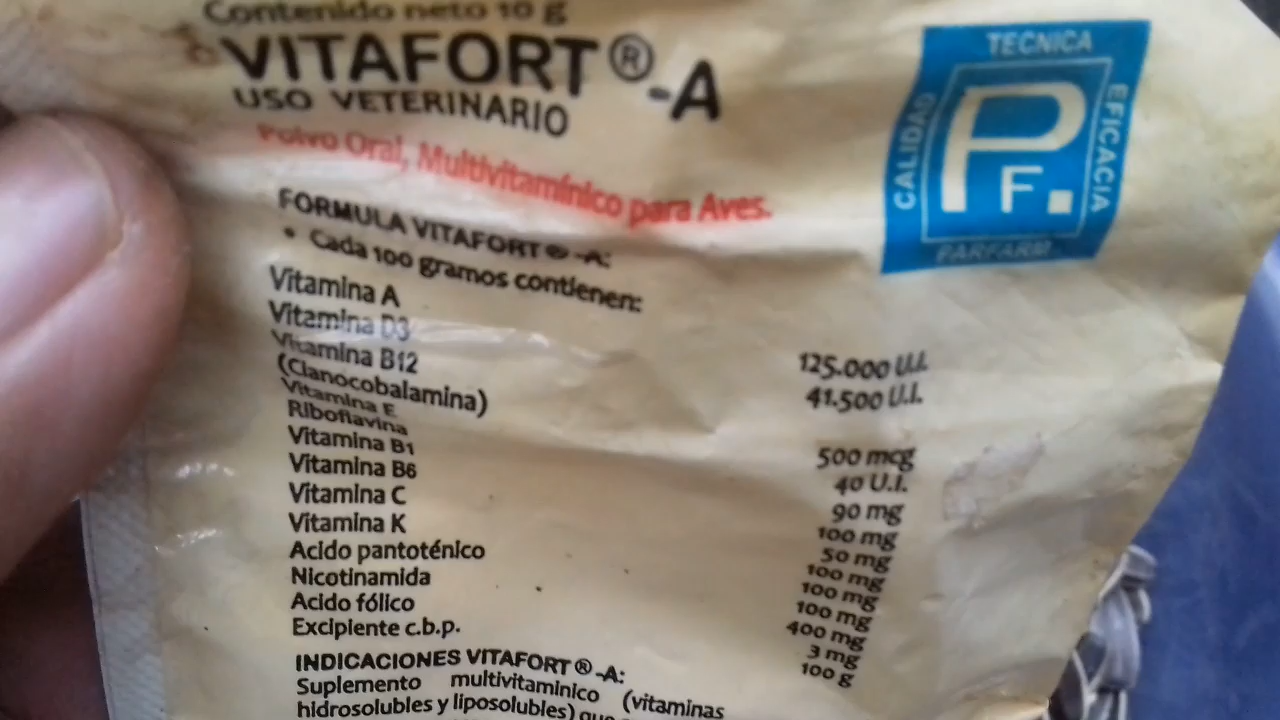 Contenido neto 10 g
VITAFORT®-A
USO VETERINARIO
Polvo Oral, Multivitamínico para Aves.
TECNICA
CALIDAD
EFICACIA
PF.
FARFARM
FORMULA VITAFORT®-A:
• Cada 100 gramos contienen:
Vitamina A 125.000 U.I.
Vitamina D3 41.500 U.I.
Vitamina B12
(Cianocobalamina) 500 mcg
Vitamina E 40 U.I.
Riboflavina 90 mg
Vitamina B1 100 mg
Vitamina B6 50 mg
Vitamina C 100 mg
Vitamina K 100 mg
Acido pantoténico 100 mg
Nicotinamida 400 mg
Acido fólico 3 mg
Excipiente c.b.p. 100 g
INDICACIONES VITAFORT®-A:
Suplemento multivitamínico (vitaminas
hidrosolubles y liposolubles) que